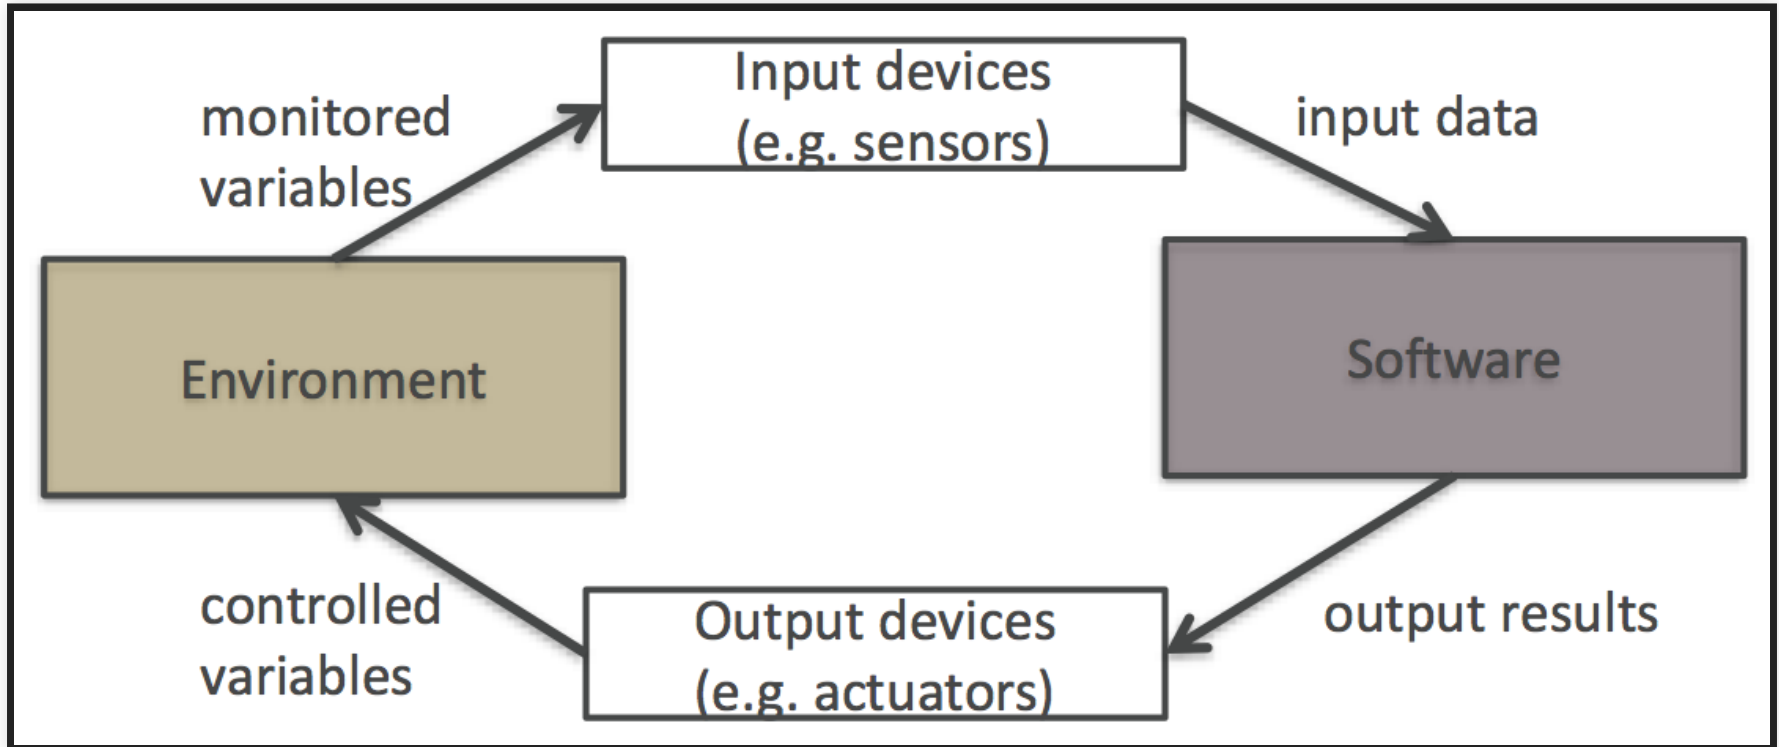 Input devices
(e.g. sensors)
monitored
variables
input data
Environment
Software
controlled
variables
Output devices
(e.g. actuators)
output results